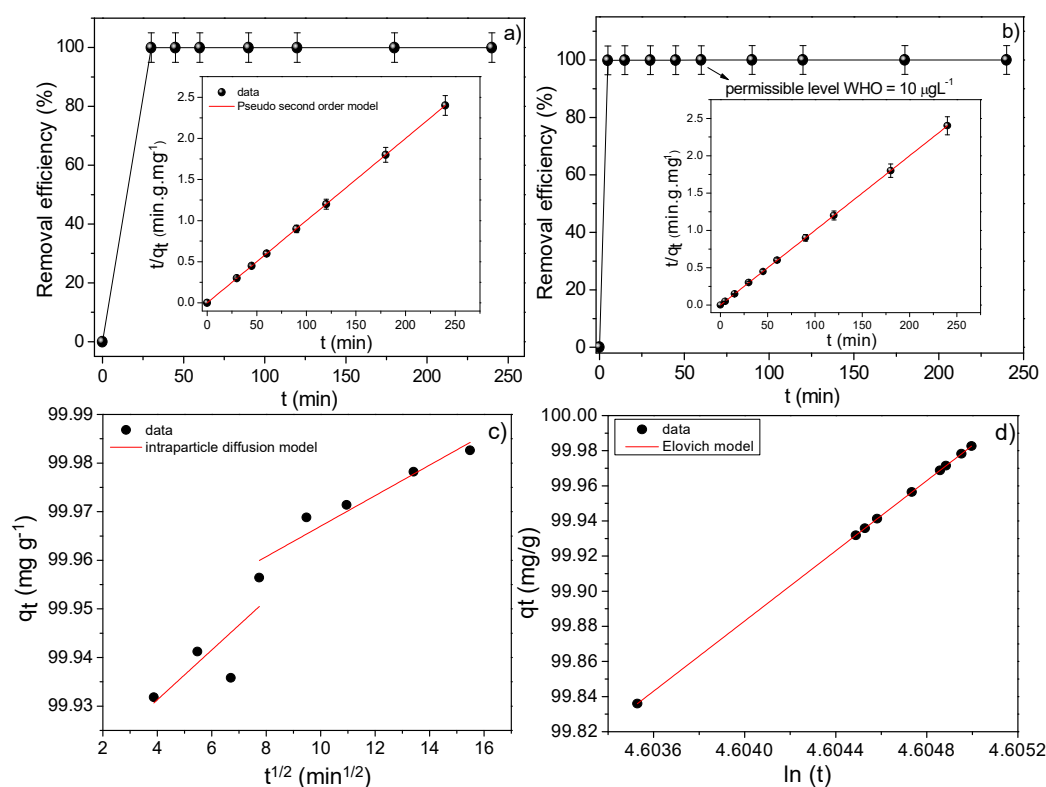 a)
100
80
60
40
20
0
Removal efficiency (%)
0 50 100 150 200 250
t (min)
data
Pseudo second order model
2.5
2.0
1.5
1.0
0.5
0.0
t/qt (min.g.mg-1)
0 50 100 150 200 250
t (min)
b)
100
80
60
40
20
0
Removal efficiency (%)
0 50 100 150 200 250
t (min)
permissible level WHO = 10 µgL-1
2.5
2.0
1.5
1.0
0.5
0.0
t/qt (min.g.mg1)
0 50 100 150 200 250
t (min)
c)
data
intraparticle diffusion model
99.99
99.98
99.97
99.96
99.95
99.94
99.93
qt (mg g-1)
2 4 6 8 10 12 14 16
t1/2 (min1/2)
d)
data
Elovich model
100.00
99.98
99.96
99.94
99.92
99.90
99.88
99.86
99.84
99.82
qt (mg/g)
4.6036 4.6040 4.6044 4.6048 4.6052
ln (t)